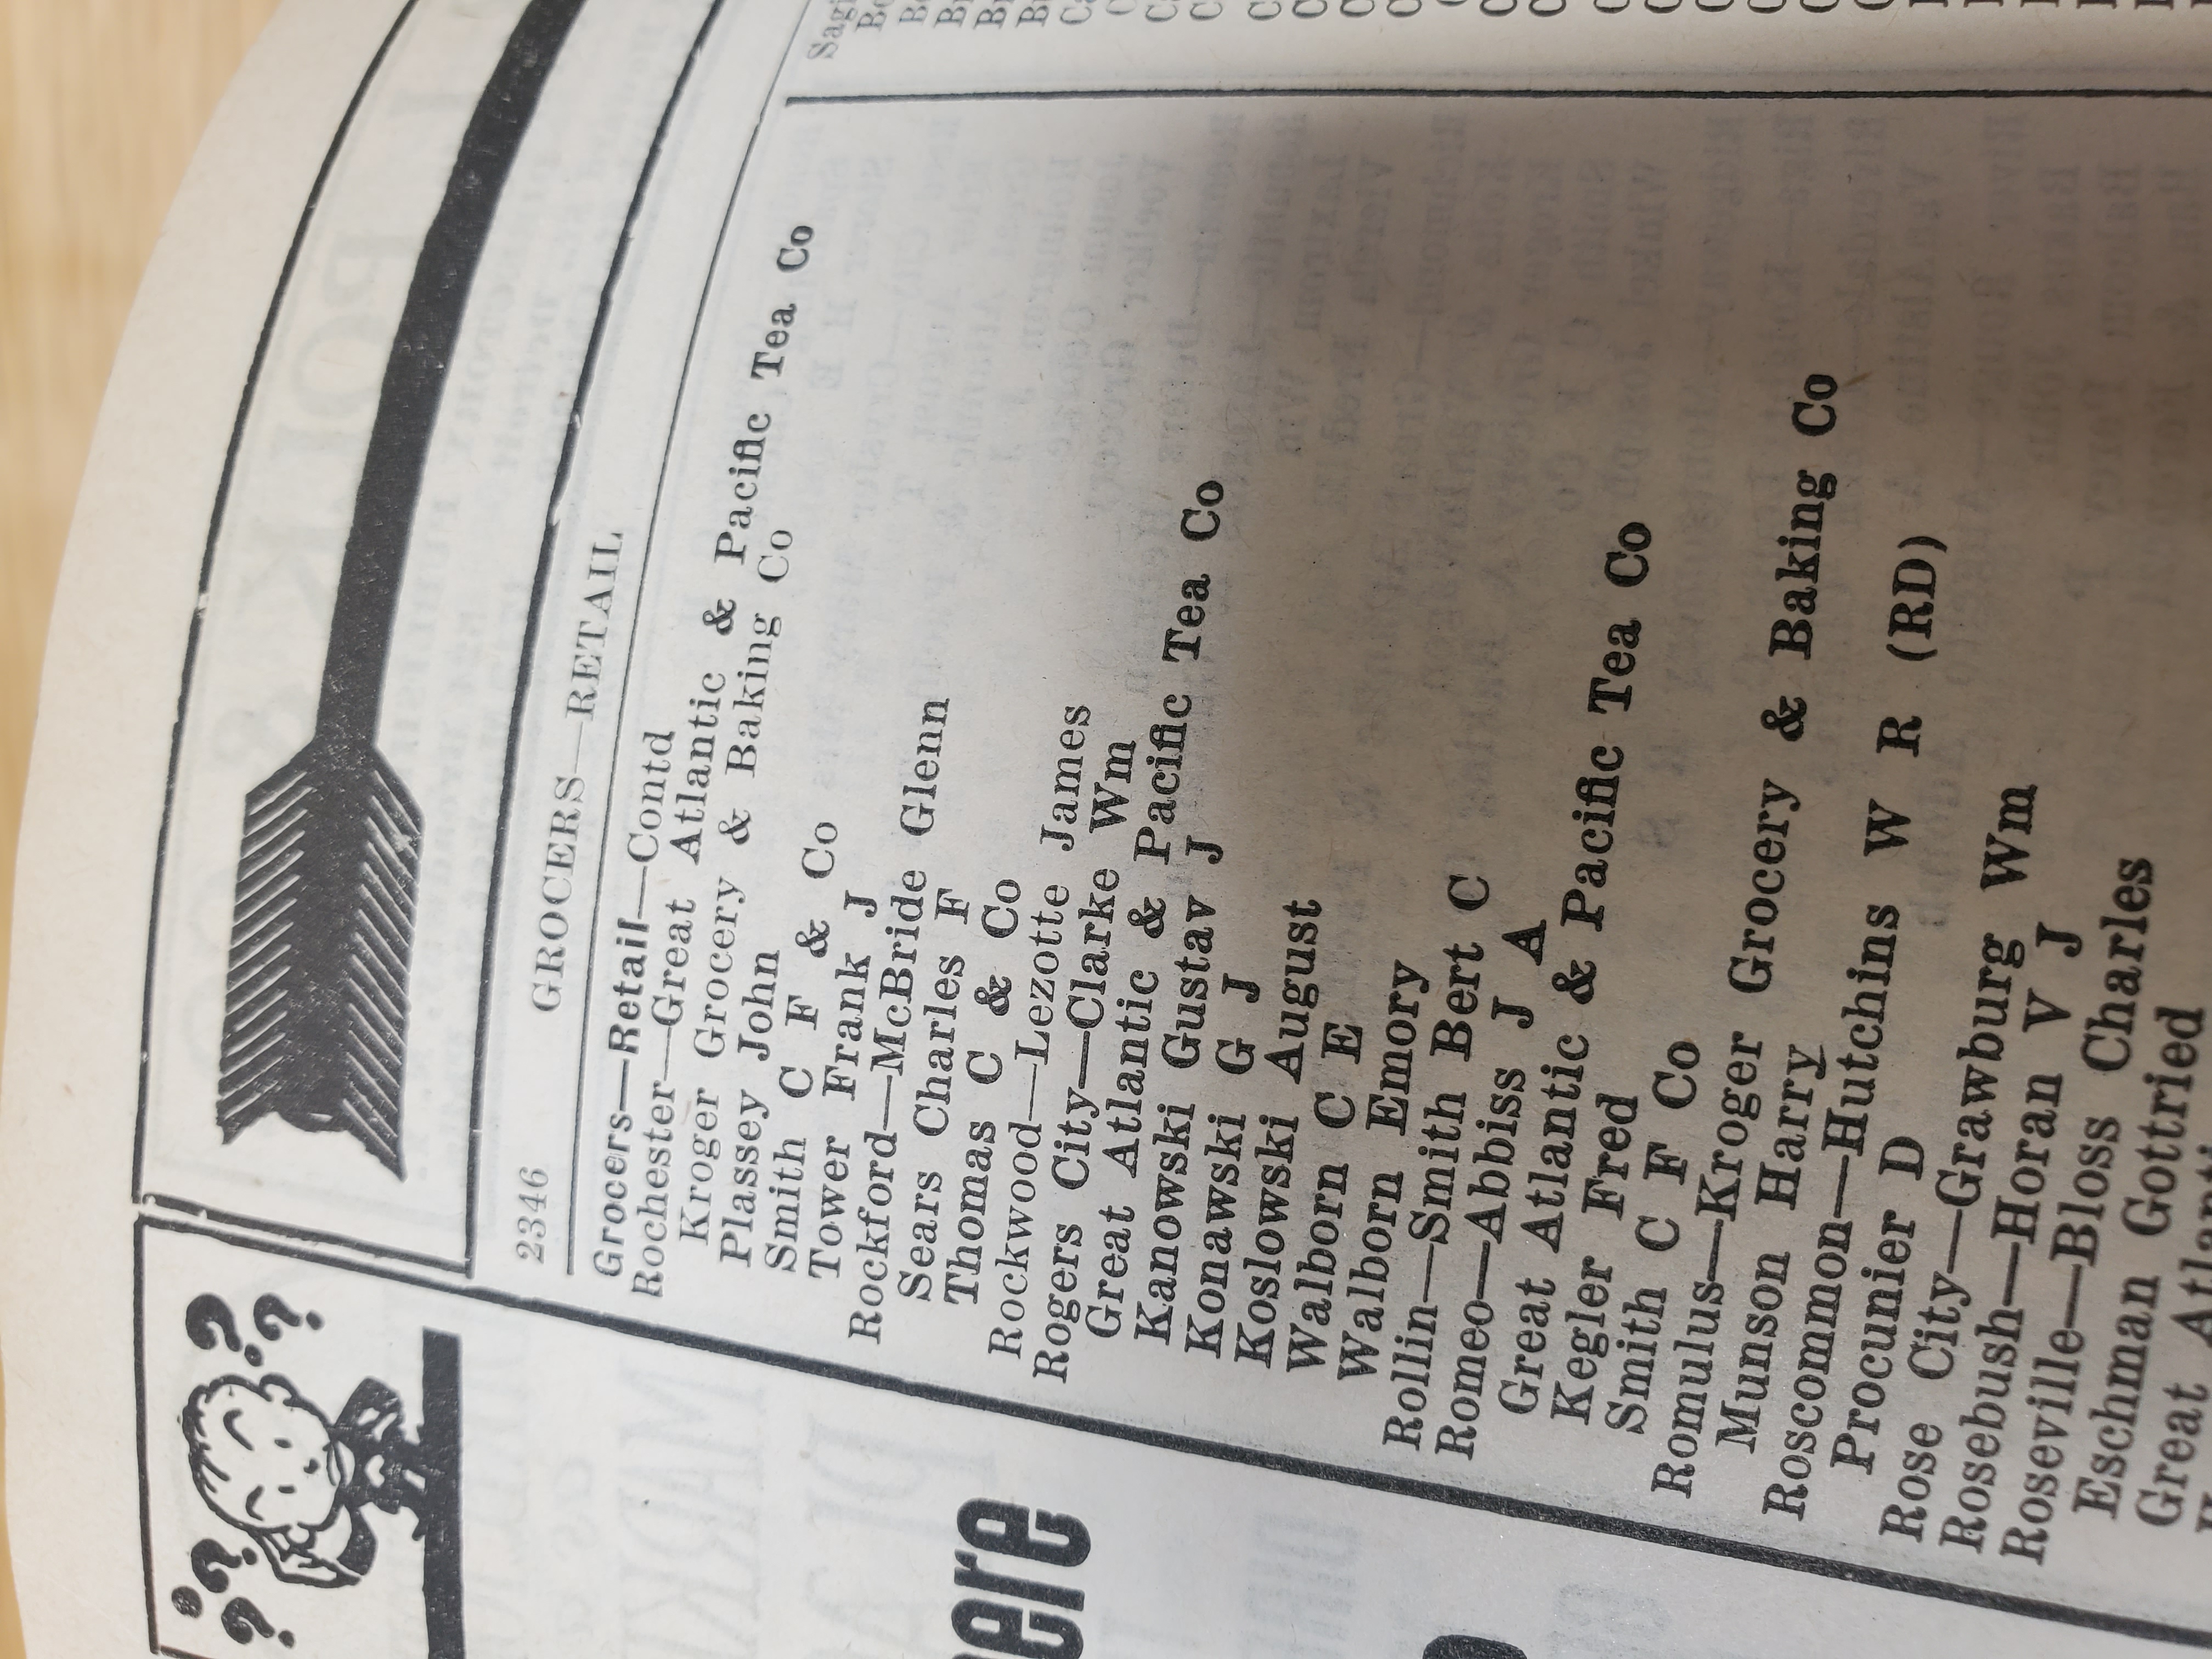 2346 GROCERS—RETAIL
Grocers—Retail—Contd
Rochester—Great Atlantic & Pacific Tea Co
Kroger Grocery & Baking Co
Plassey John
Smith C F & Co
Tower Frank J
Rockford—McBride Glenn
Sears Charles F
Thomas C & Co
Rockwood—Lezotte James
Rogers City—Clarke Wm
Great Atlantic & Pacific Tea Co
Kanowski Gustav J
Konawski G J
Koslowski August
Walborn C E
Walborn Emory
Rollin—Smith Bert C
Romeo—Abbiss J A
Great Atlantic & Pacific Tea Co
Kegler Fred
Smith C F Co
Romulus—Kroger Grocery & Baking Co
Munson Harry
Roscommon—Hutchins W R (RD)
Procunier D
Rose City—Grawburg Wm
Rosebush—Horan V J
Roseville—Bloss Charles
Eschman Gottried
Great